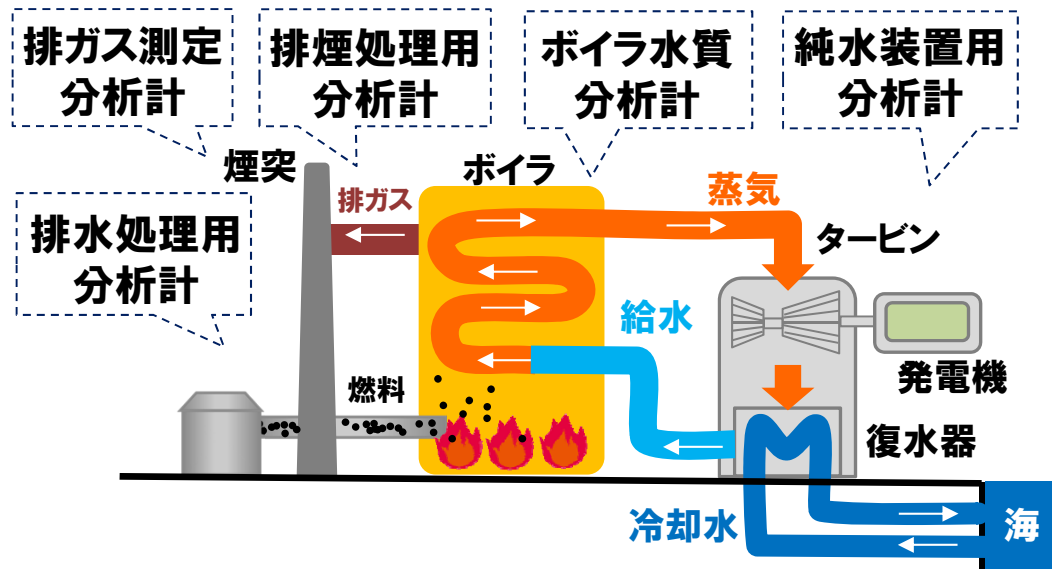 排ガス測定
分析計
排煙処理用
分析計
ボイラ水質
分析計
純水装置用
分析計
煙突
ボイラ
排ガス
蒸気
排水処理用
分析計
タービン
給水
発電機
燃料
復水器
冷却水
海